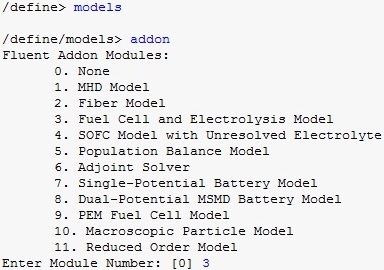 /define> models
/define/models> addon
Fluent Addon Modules:
0. None
1. MHD Model
2. Fiber Model
3. Fuel Cell and Electrolysis Model
4. SOFC Model with Unresolved Electrolyte
5. Population Balance Model
6. Adjoint Solver
7. Single-Potential Battery Model
8. Dual-Potential MSMD Battery Model
9. PEM Fuel Cell Model
10. Macroscopic Particle Model
11. Reduced Order Model
Enter Module Number: [0] 3